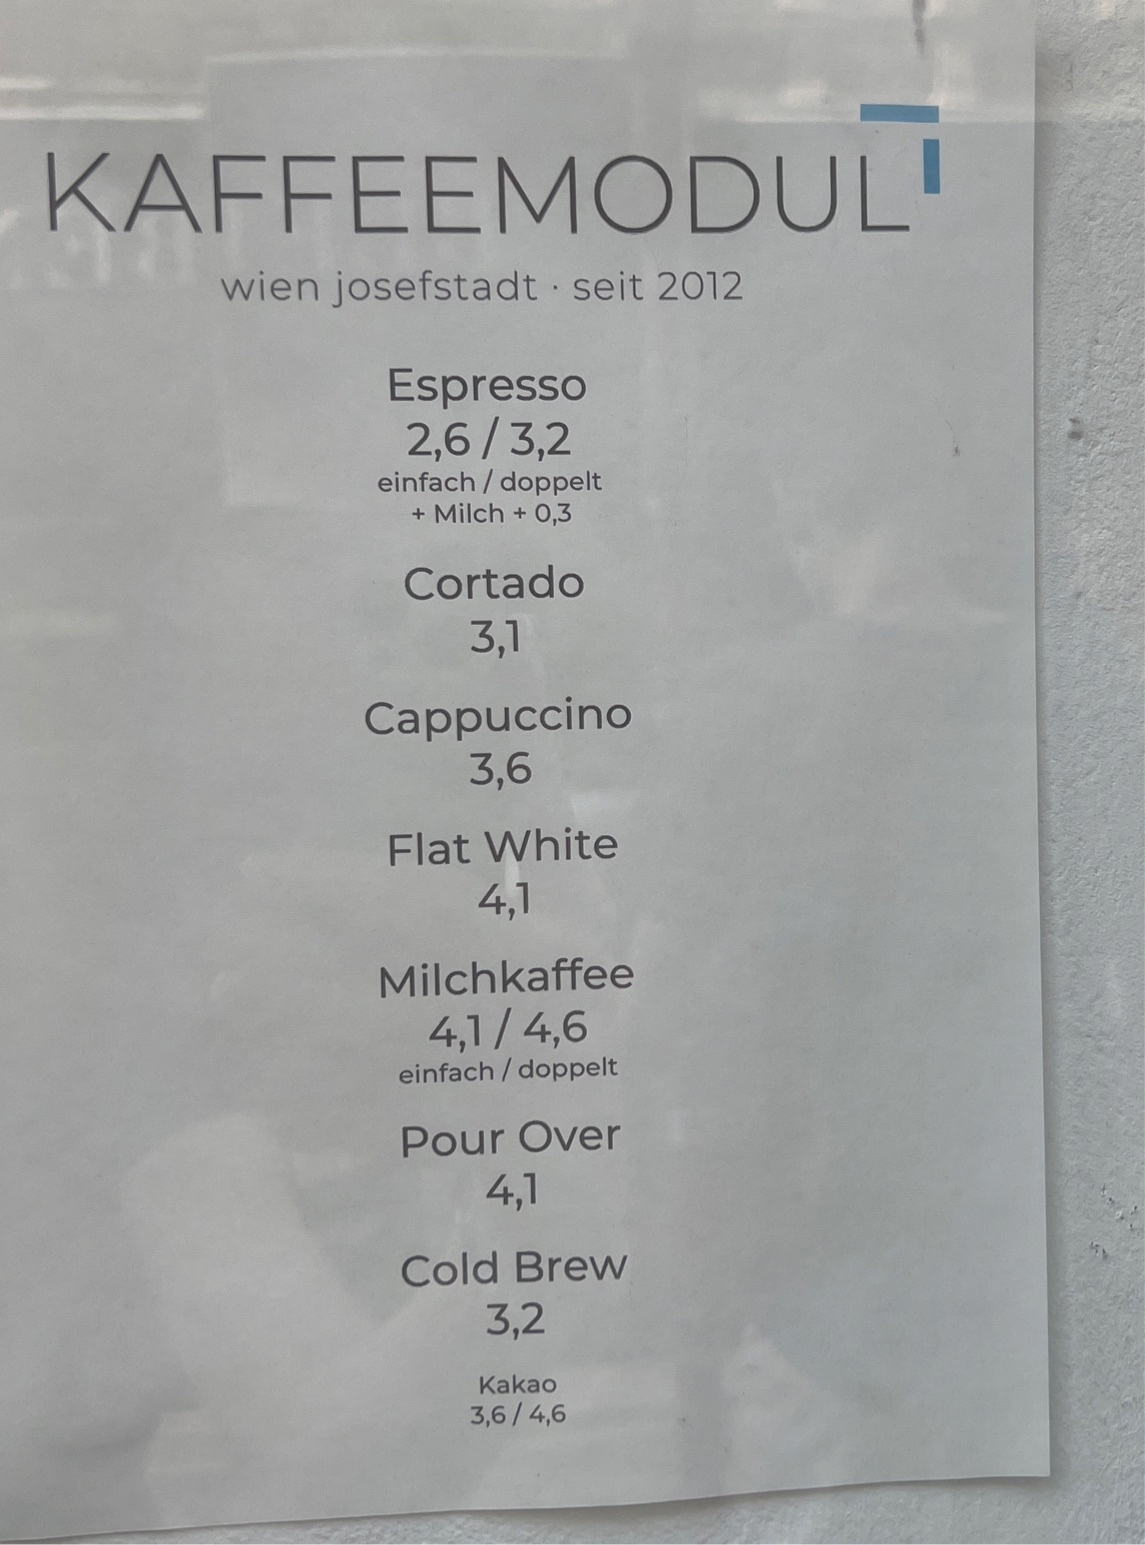 KAFFEEMODUL
wien josefstadt · seit 2012
Espresso
2,6 / 3,2
einfach / doppelt
+ Milch + 0,3
Cortado
3,1
Cappuccino
3,6
Flat White
4,1
Milchkaffee
4,1 / 4,6
einfach / doppelt
Pour Over
4,1
Cold Brew
3,2
Kakao
3,6 / 4,6